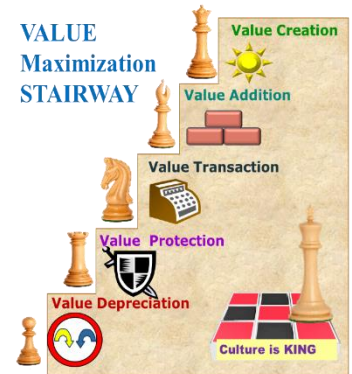 VALUE
Maximization
STAIRWAY
Value Creation
Value Addition
Value Transaction
Value Protection
Value Depreciation
Culture is KING